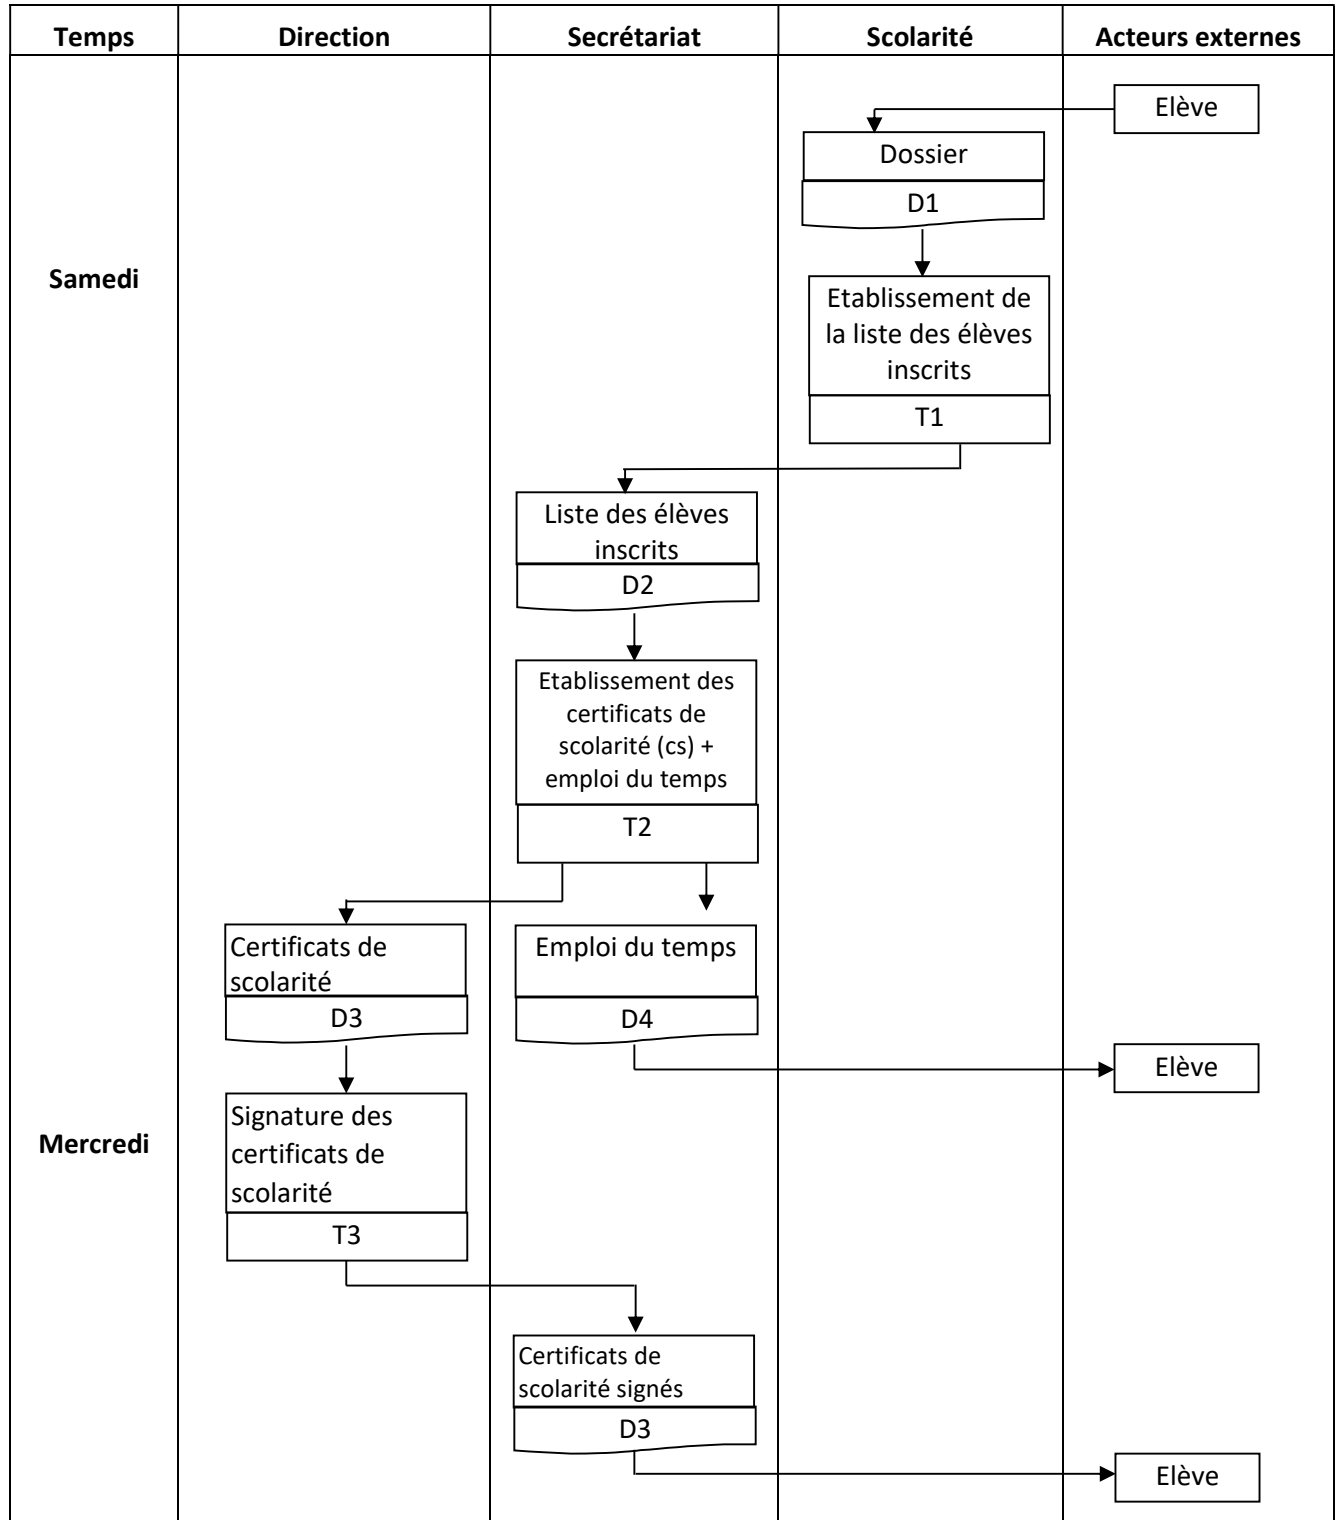 Temps
Direction
Secrétariat
Scolarité
Acteurs externes
Elève
Dossier
D1
Samedi
Etablissement de
la liste des élèves
inscrits
T1
Liste des élèves
inscrits
D2
Etablissement des
certificats de
scolarité (cs) +
emploi du temps
T2
Certificats de
scolarité
D3
Emploi du temps
D4
Elève
Mercredi
Signature des
certificats de
scolarité
T3
Certificats de
scolarité signés
D3
Elève